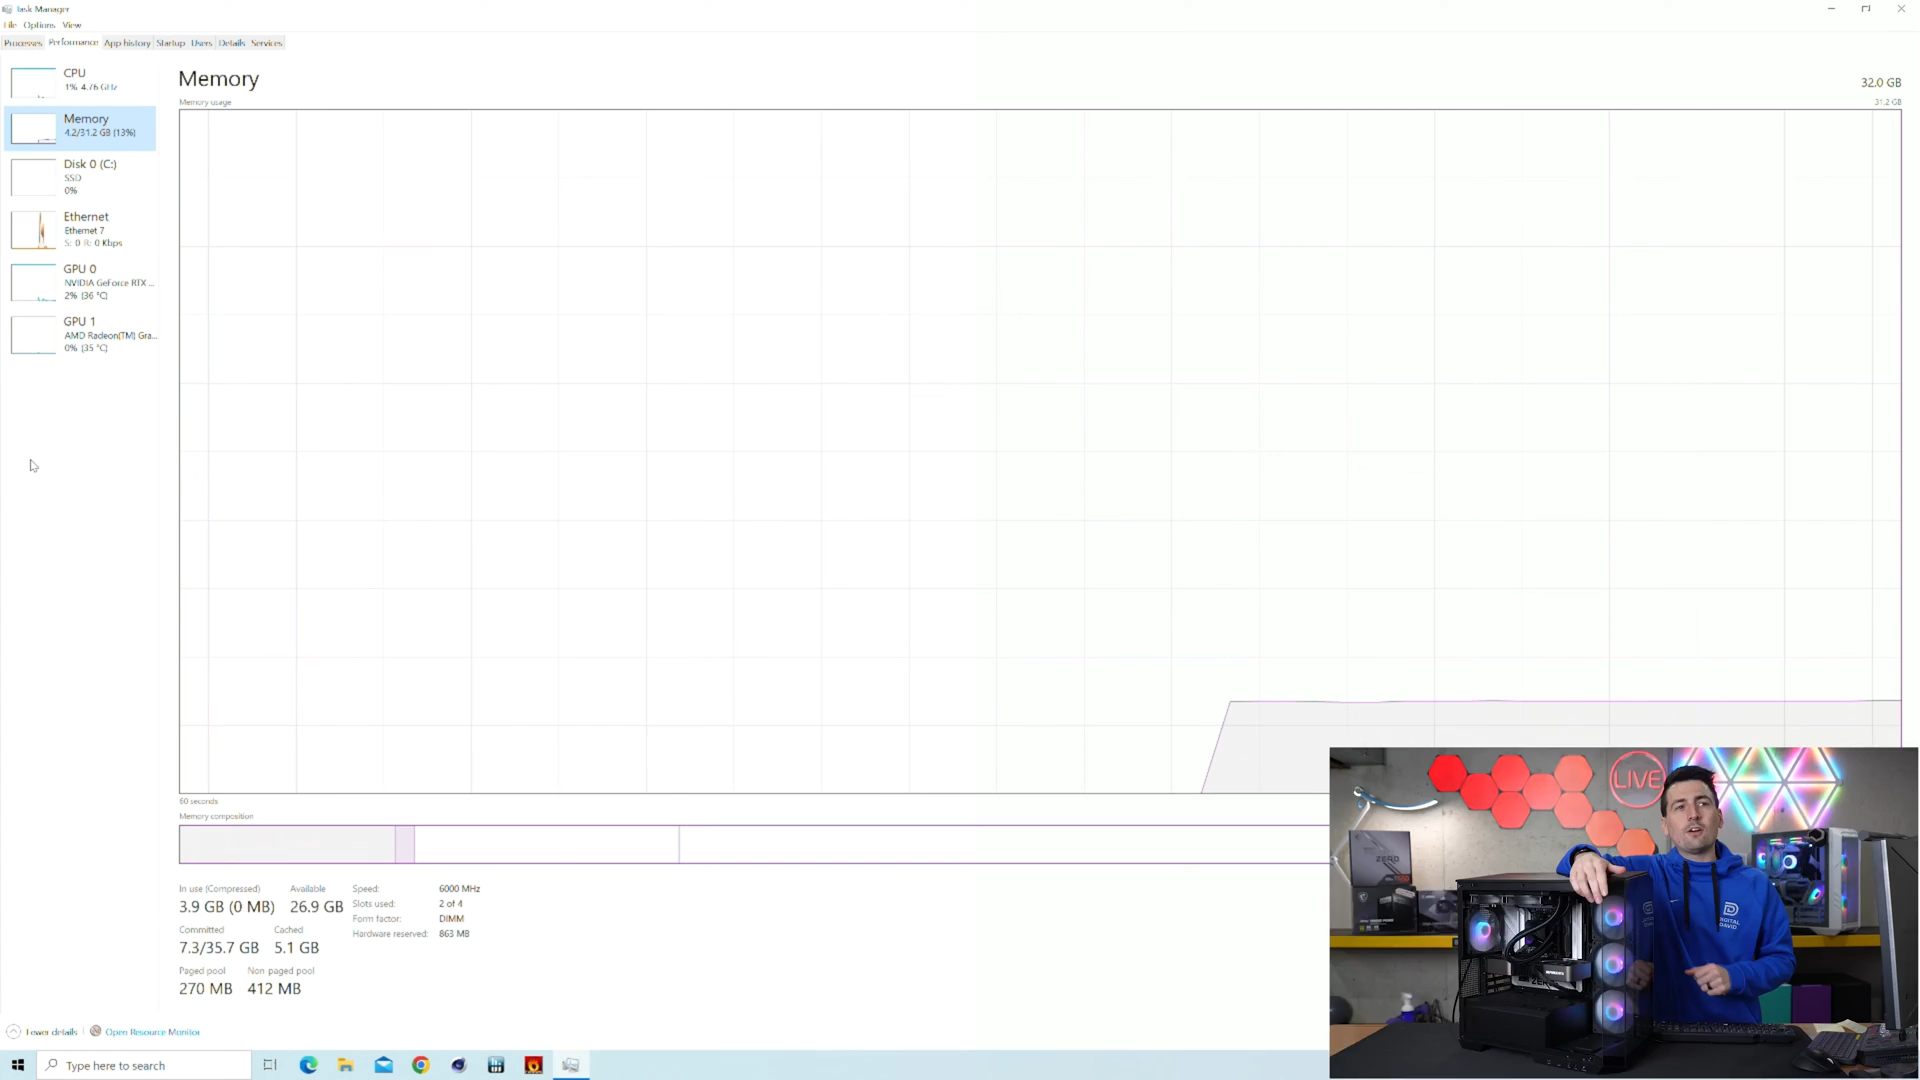 Task Manager
File Options View
Processes Performance App history Startup Users Details Services
CPU
1% 4.76 GHz
Memory
4.2/31.2 GB (13%)
Disk 0 (C:)
SSD
0%
Ethernet
Ethernet 7
S: 0 R: 0 Kbps
GPU 0
NVIDIA GeForce RTX ...
2% (36 °C)
GPU 1
AMD Radeon(TM) Gra...
0% (35 °C)
Memory
32.0 GB
Memory usage
31.2 GB
60 seconds
Memory composition
In use (Compressed)
3.9 GB (0 MB)
Available
26.9 GB
Committed
7.3/35.7 GB
Cached
5.1 GB
Paged pool
270 MB
Non-paged pool
412 MB
Speed: 6000 MHz
Slots used: 2 of 4
Form factor: DIMM
Hardware reserved: 863 MB
Fewer details
Open Resource Monitor
Type here to search
LIVE
ZERO
DIGITAL
DAVID
ZERO